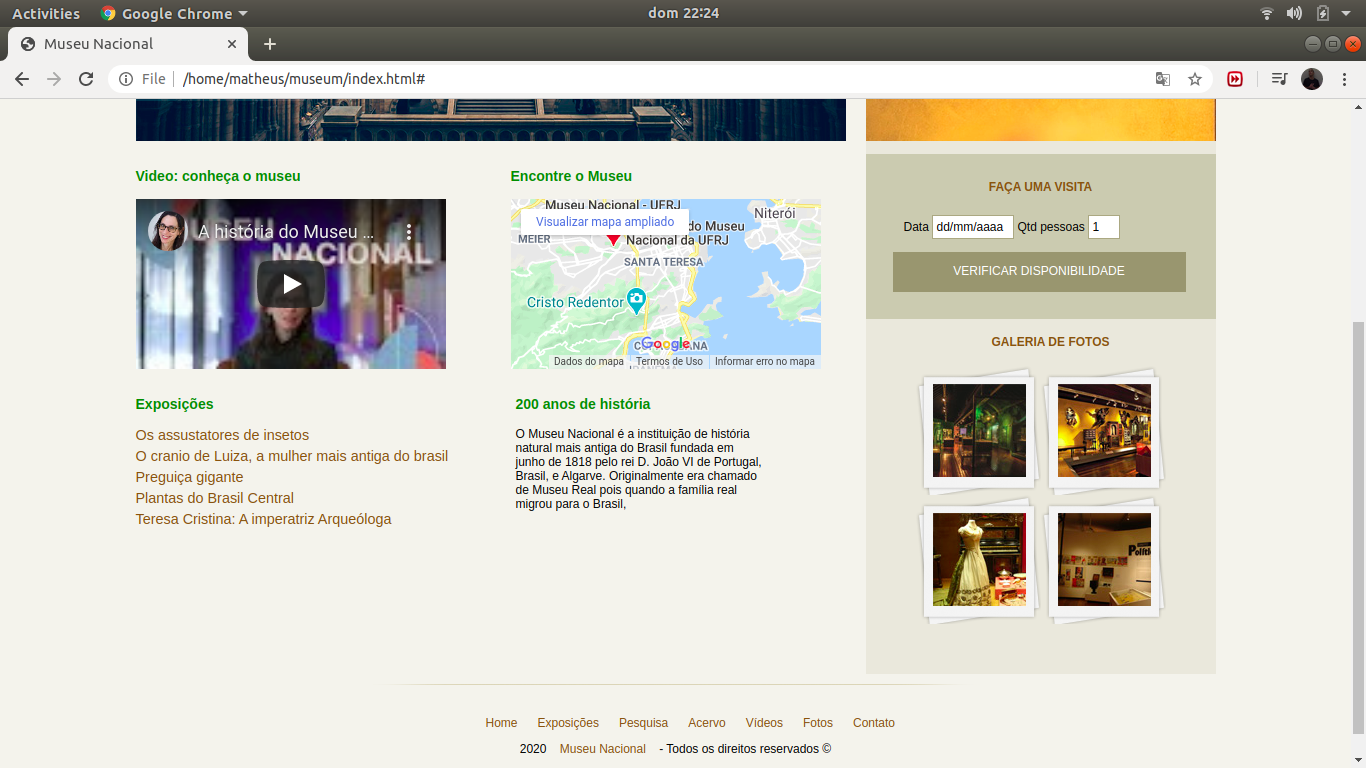 Activities
Google Chrome
dom 22:24
Museu Nacional
File
/home/matheus/museum/index.html#
Video: conheça o museu
A história do Museu ...
NACIONAL
Encontre o Museu
Museu Nacional - UFRJ
Visualizar mapa ampliado
Niterói
MEIER
do Museu
Nacional da UFRJ
SANTA TERESA
Cristo Redentor
Google
Dados do mapa
Termos de Uso
Informar erro no mapa
FAÇA UMA VISITA
Data dd/mm/aaaa Qtd pessoas 1
VERIFICAR DISPONIBILIDADE
GALERIA DE FOTOS
Exposições
Os assustatores de insetos
O cranio de Luiza, a mulher mais antiga do brasil
Preguiça gigante
Plantas do Brasil Central
Teresa Cristina: A imperatriz Arqueóloga
200 anos de história
O Museu Nacional é a instituição de história
natural mais antiga do Brasil fundada em
junho de 1818 pelo rei D. João VI de Portugal,
Brasil, e Algarve. Originalmente era chamado
de Museu Real pois quando a família real
migrou para o Brasil,
Home Exposições Pesquisa Acervo Vídeos Fotos Contato
2020 Museu Nacional - Todos os direitos reservados ©